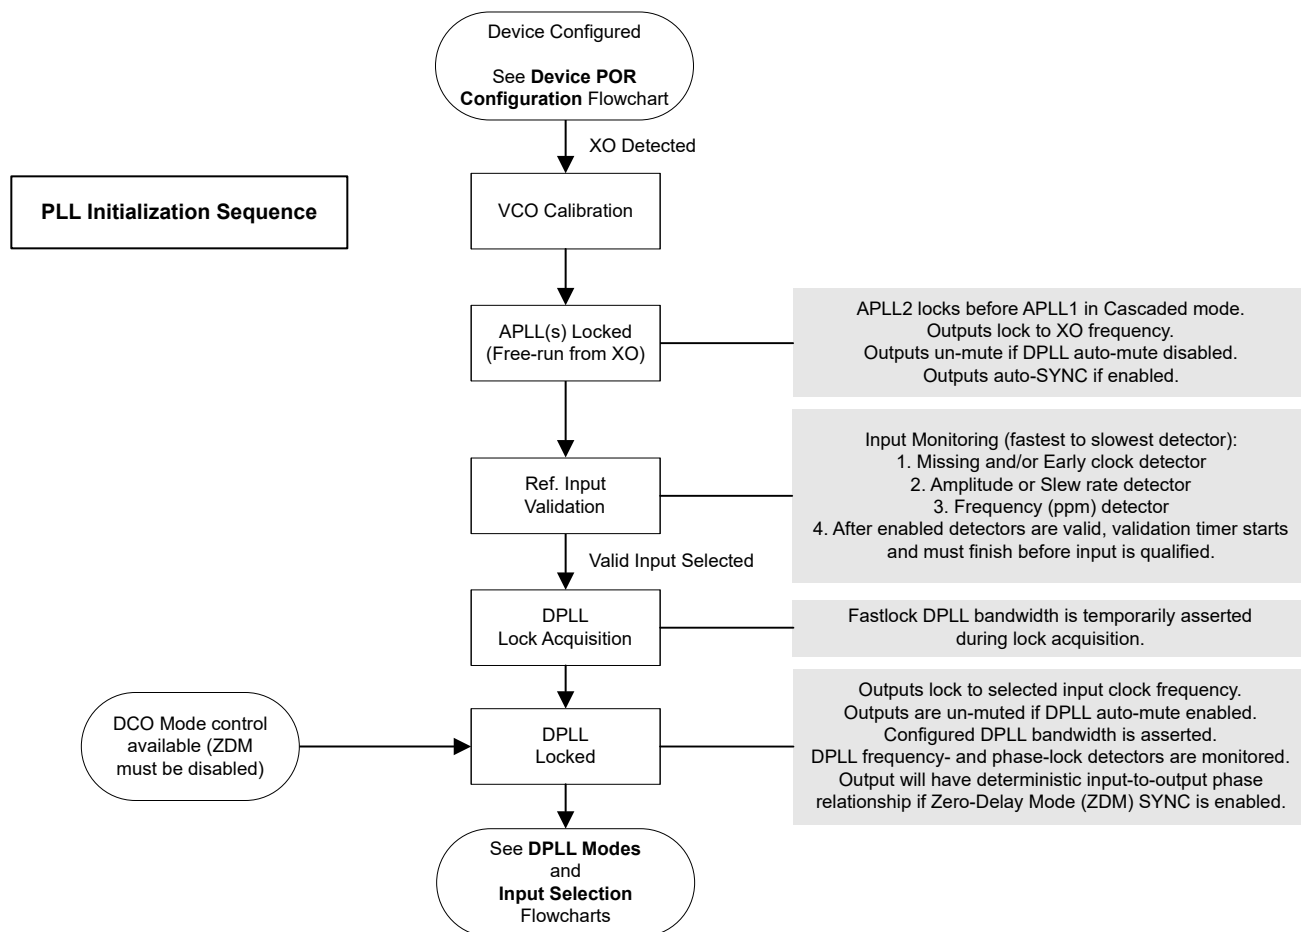 Device Configured
See Device POR
Configuration Flowchart
XO Detected
PLL Initialization Sequence
VCO Calibration
APLL(s) Locked
(Free-run from XO)
APLL2 locks before APLL1 in Cascaded mode.
Outputs lock to XO frequency.
Outputs un-mute if DPLL auto-mute disabled.
Outputs auto-SYNC if enabled.
Ref. Input
Validation
Input Monitoring (fastest to slowest detector):
1. Missing and/or Early clock detector
2. Amplitude or Slew rate detector
3. Frequency (ppm) detector
4. After enabled detectors are valid, validation timer starts
and must finish before input is qualified.
Valid Input Selected
DPLL
Lock Acquisition
Fastlock DPLL bandwidth is temporarily asserted
during lock acquisition.
DCO Mode control
available (ZDM
must be disabled)
DPLL
Locked
Outputs lock to selected input clock frequency.
Outputs are un-muted if DPLL auto-mute enabled.
Configured DPLL bandwidth is asserted.
DPLL frequency- and phase-lock detectors are monitored.
Output will have deterministic input-to-output phase
relationship if Zero-Delay Mode (ZDM) SYNC is enabled.
See DPLL Modes
and
Input Selection
Flowcharts